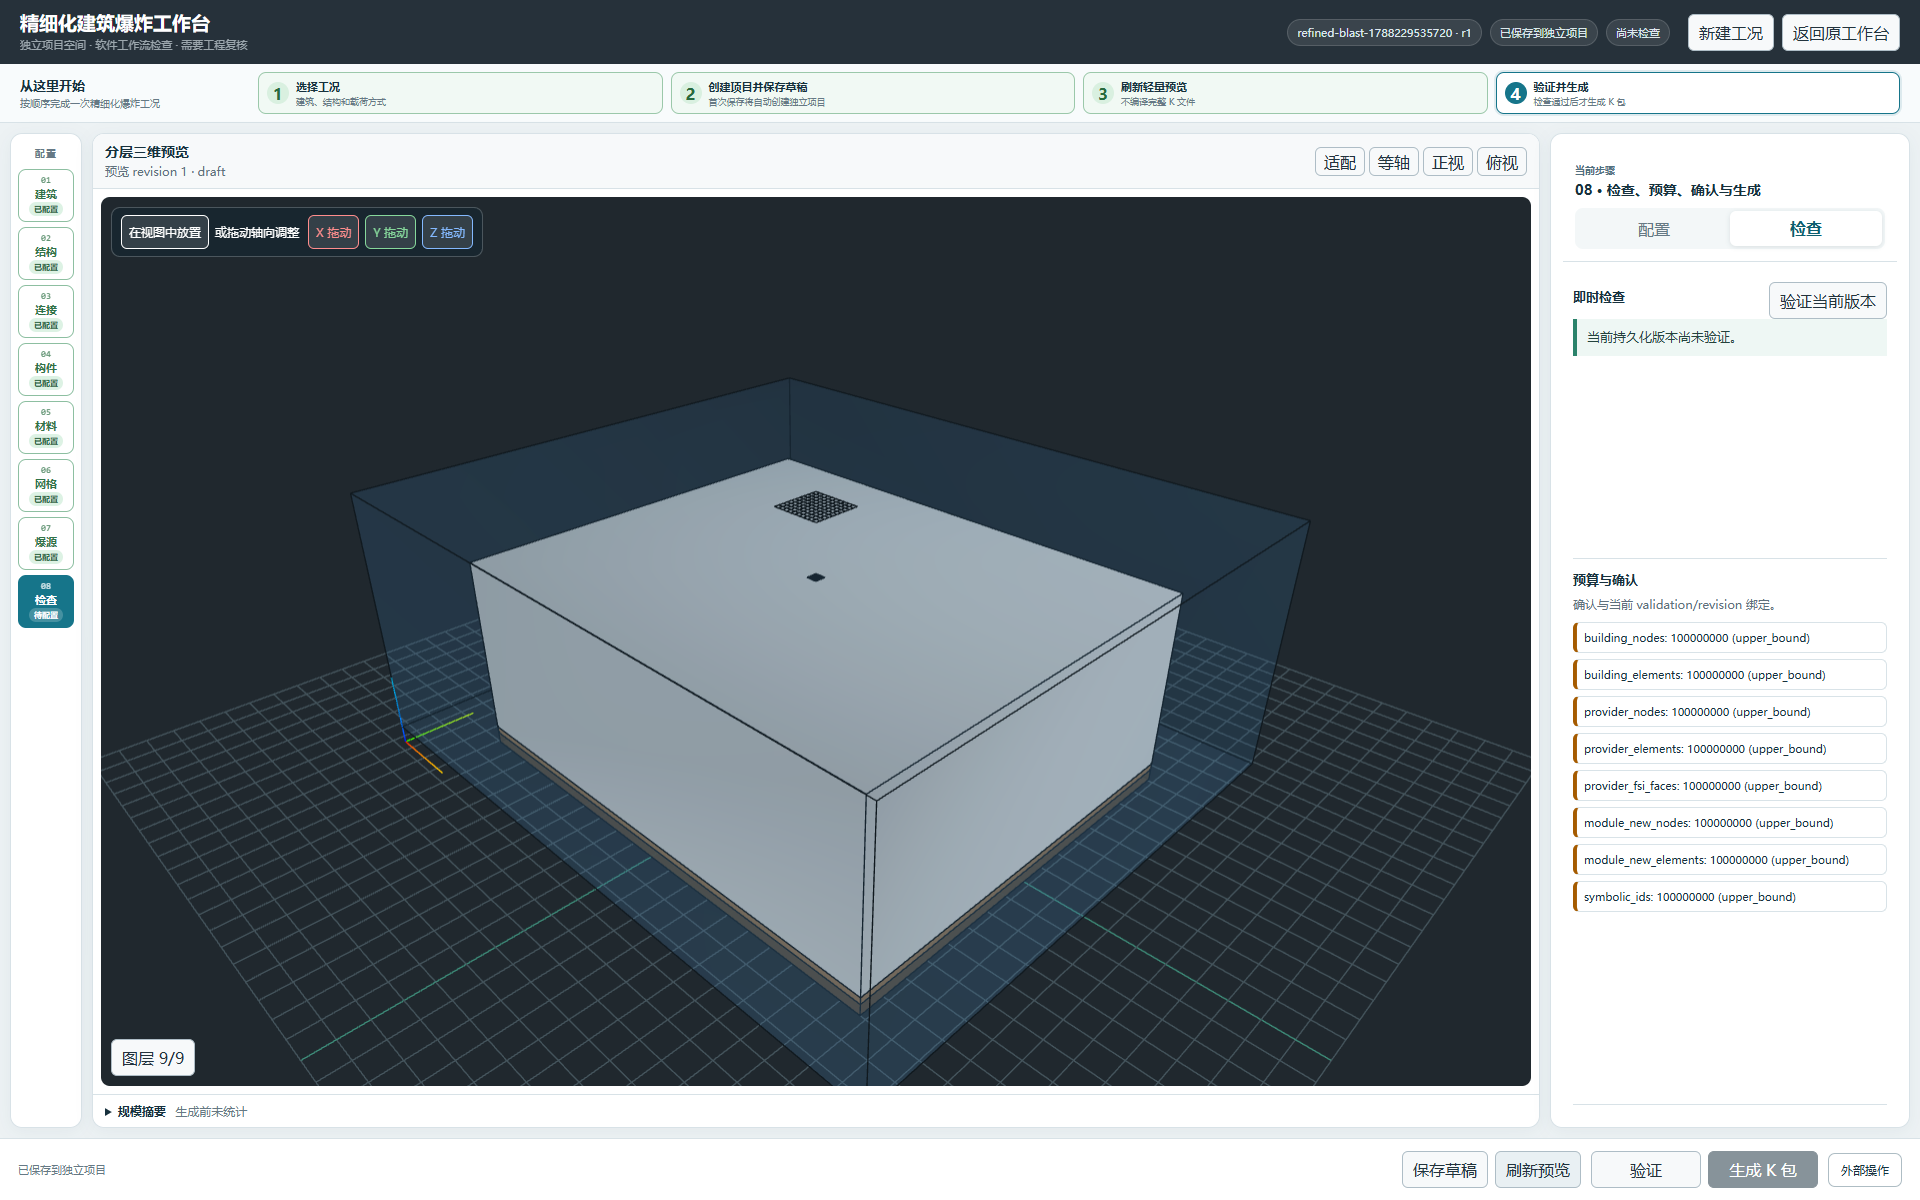 精细化建筑爆炸工作台
独立项目空间 · 软件工作流检查 · 需要工程复核
refined-blast-1788229535720 · r1
已保存到独立项目
尚未检查
新建工况
返回原工作台
从这里开始
按顺序完成一次精细化爆炸工况
1 选择工况
建筑、结构和载荷方式
2 创建项目并保存草稿
首次保存将自动创建独立项目
3 刷新轻量预览
不编译完整 K 文件
4 验证并生成
检查通过后才生成 K 包
配置
01
建筑
已配置
02
结构
已配置
03
连接
已配置
04
构件
已配置
05
材料
已配置
06
网格
已配置
07
爆源
已配置
08
检查
待配置
分层三维预览
预览 revision 1 · draft
适配
等轴
正视
俯视
在视图中放置
或拖动轴向调整
X 拖动
Y 拖动
Z 拖动
图层 9/9
规模摘要 生成前未统计
当前步骤
08 • 检查、预算、确认与生成
配置
检查
即时检查
验证当前版本
当前持久化版本尚未验证。
预算与确认
确认与当前 validation/revision 绑定。
building_nodes: 100000000 (upper_bound)
building_elements: 100000000 (upper_bound)
provider_nodes: 100000000 (upper_bound)
provider_elements: 100000000 (upper_bound)
provider_fsi_faces: 100000000 (upper_bound)
module_new_nodes: 100000000 (upper_bound)
module_new_elements: 100000000 (upper_bound)
symbolic_ids: 100000000 (upper_bound)
已保存到独立项目
保存草稿
刷新预览
验证
生成 K 包
外部操作